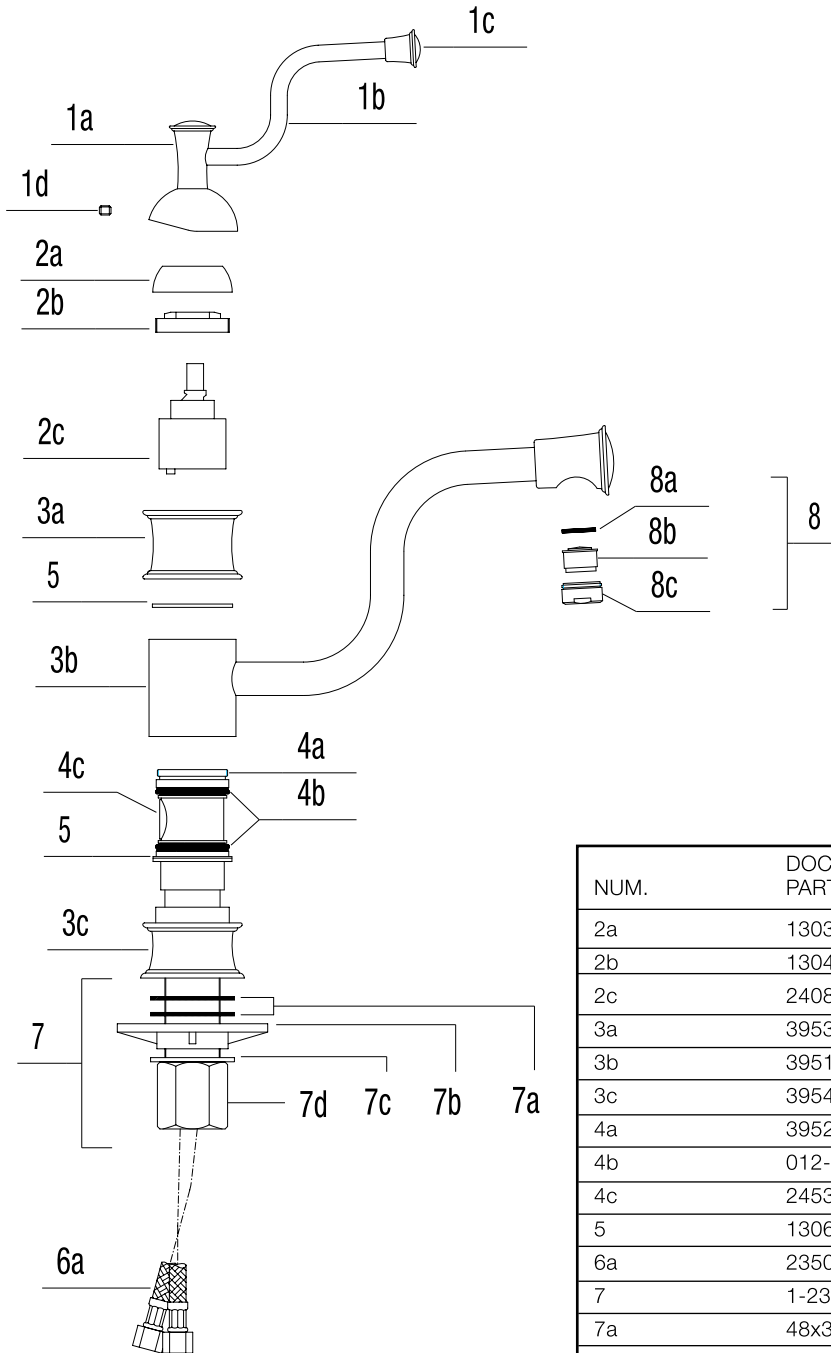 1c
1b
1a
1d
2a
2b
2c
3a
8a
8
8b
5
8c
3b
4a
4c
4b
5
3c
7
7d 7c 7b 7a
6a
DOC
NUM. PART
2a 1303
2b 1304
2c 2408
3a 3953
3b 3951
3c 3954
4a 3952
4b 012-
4c 2453
5 1306
6a 2350
7 1-23
7a 48x3